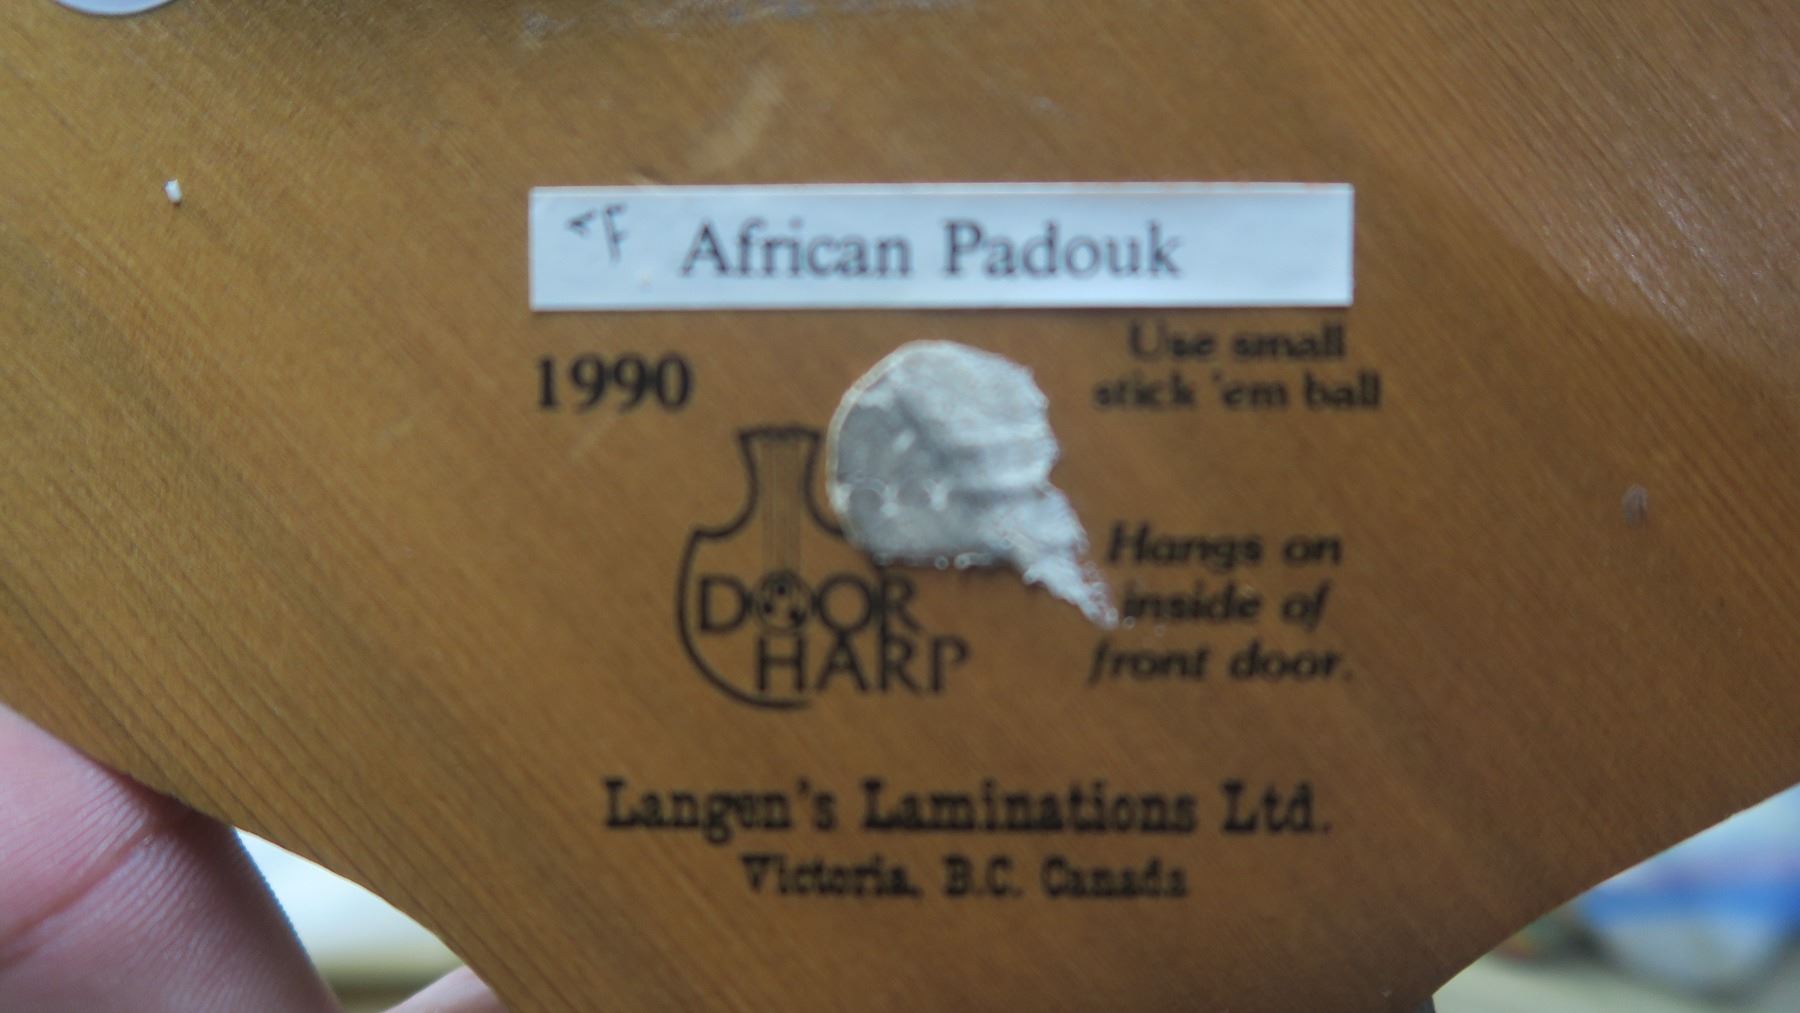 AF African Padouk
1990
Use small
stick 'em ball
DOOR
HARP
Hangs on
inside of
front door.
Langen's Laminations Ltd.
Victoria, B.C. Canada